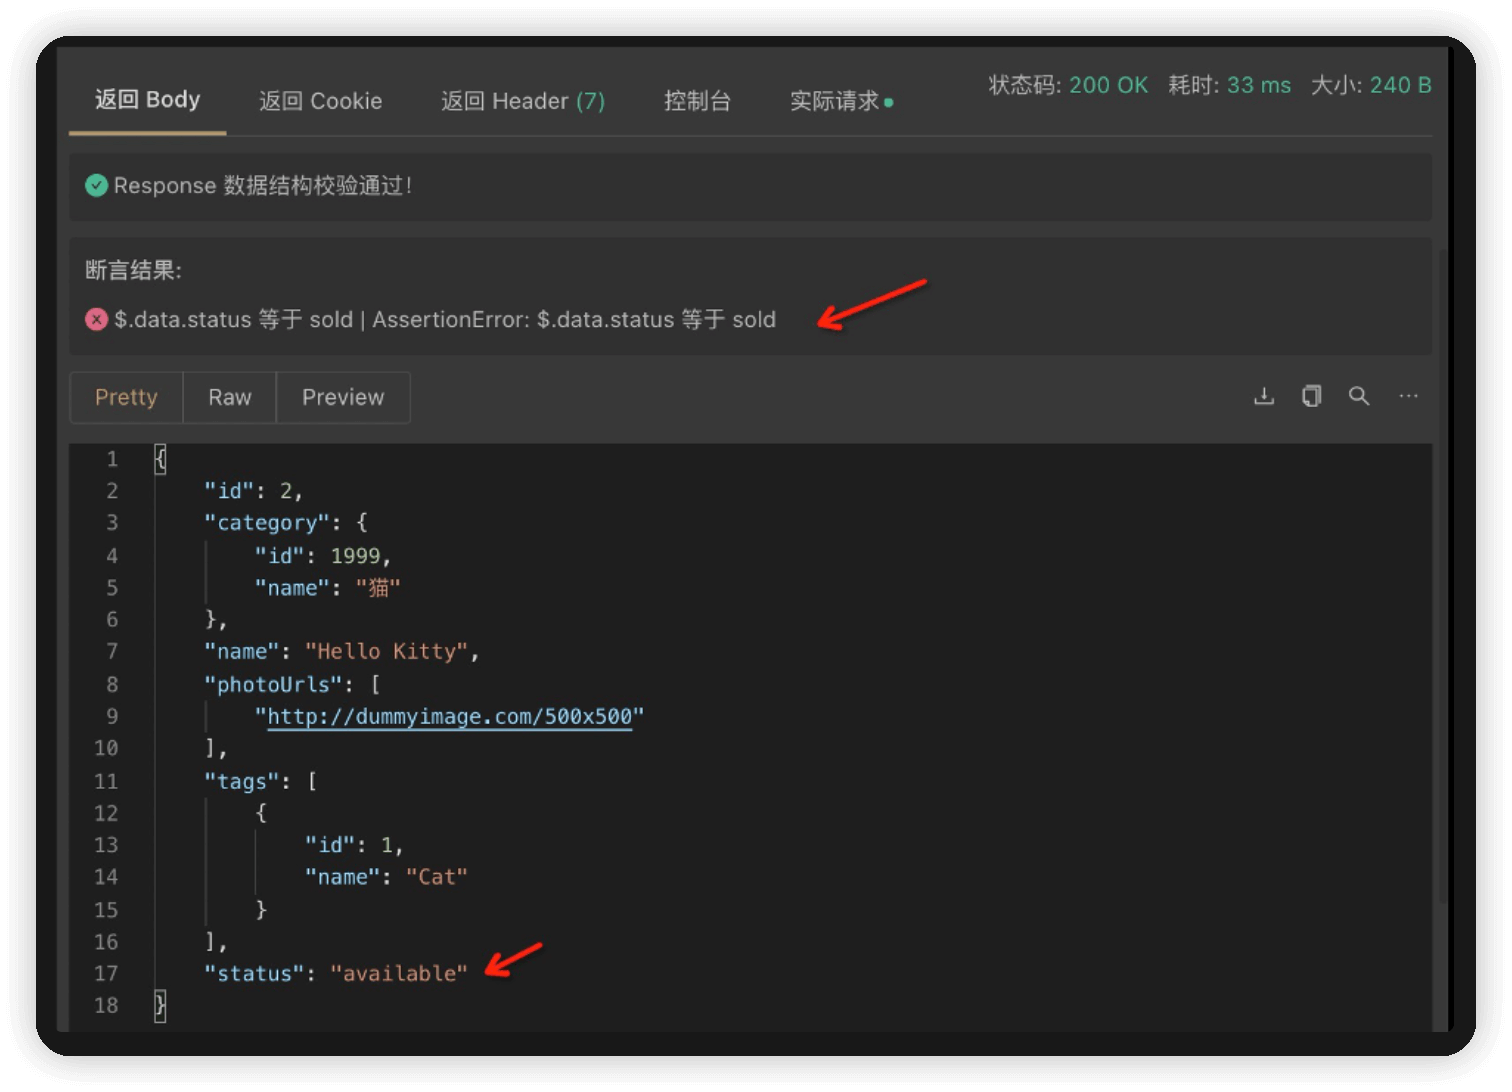 返回 Body 返回 Cookie 返回 Header (7) 控制台 实际请求 状态码: 200 OK 耗时: 33 ms 大小: 240 B
Response 数据结构校验通过！
断言结果:
$.data.status 等于 sold | AssertionError: $.data.status 等于 sold
Pretty Raw Preview
1 {
2 "id": 2,
3 "category": {
4 "id": 1999,
5 "name": "猫"
6 },
7 "name": "Hello Kitty",
8 "photoUrls": [
9 "http://dummyimage.com/500x500"
10 ],
11 "tags": [
12 {
13 "id": 1,
14 "name": "Cat"
15 }
16 ],
17 "status": "available"
18 }